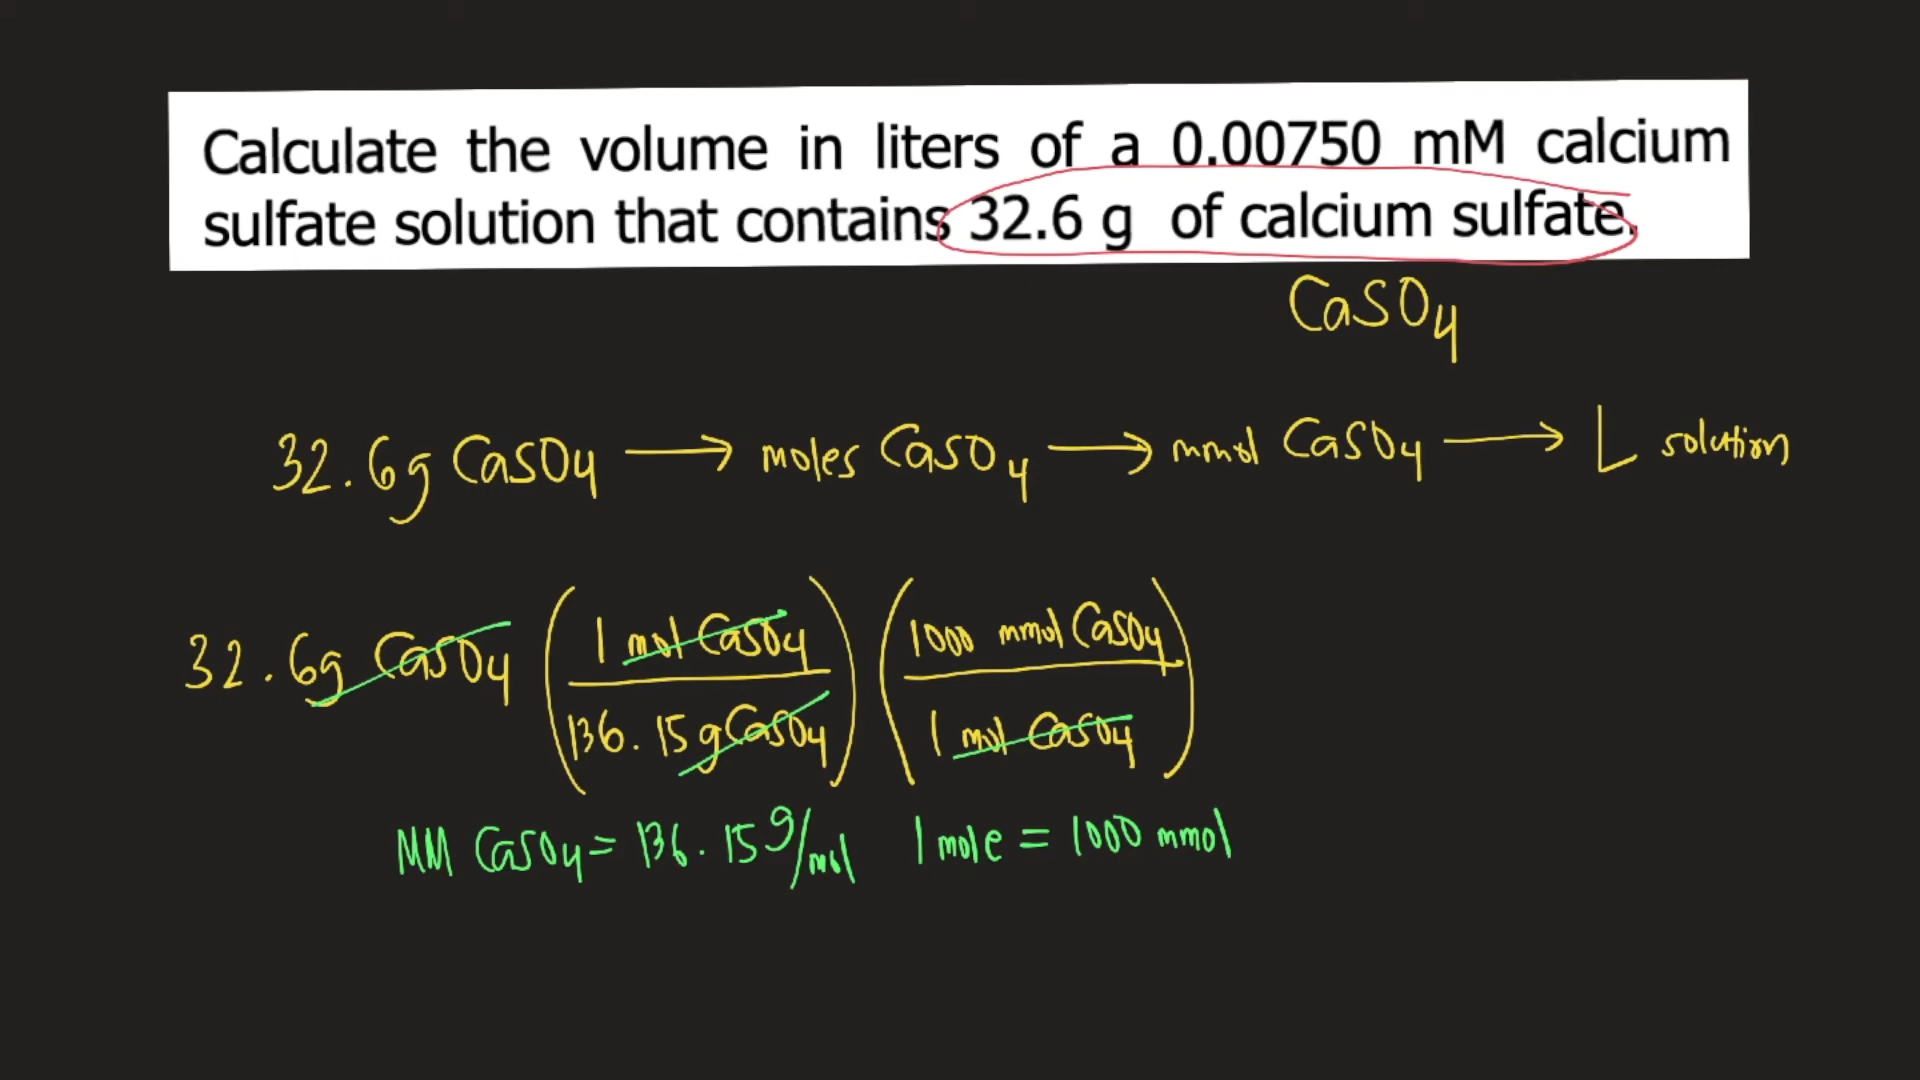 Calculate the volume in liters of a 0.00750 mM calcium
sulfate solution that contains 32.6 g of calcium sulfate.
CaSO4
32.6g CaSO4 → moles CaSO4 → mmol CaSO4 → L solution
32.6g CaSO4 (1 mol CaSO4 / 136.15 g CaSO4) (1000 mmol CaSO4 / 1 mol CaSO4)
MM CaSO4 = 136.15 g/mol 1 mole = 1000 mmol